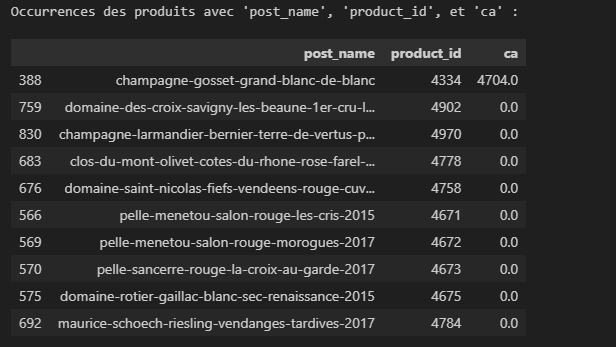 Occurrences des produits avec 'post_name', 'product_id', et 'ca' :
post_name product_id ca
388 champagne-gosset-grand-blanc-de-blanc 4334 4704.0
759 domaine-des-croix-savigny-les-beaune-1er-cru-l... 4902 0.0
830 champagne-larmandier-bernier-terre-de-vertus-p... 4970 0.0
683 clos-du-mont-olivet-cotes-du-rhone-rose-farel-... 4778 0.0
676 domaine-saint-nicolas-fiefs-vendeens-rouge-cuv... 4758 0.0
566 pelle-menetou-salon-rouge-les-cris-2015 4671 0.0
569 pelle-menetou-salon-rouge-morogues-2017 4672 0.0
570 pelle-sancerre-rouge-la-croix-au-garde-2017 4673 0.0
575 domaine-rotier-gaillac-blanc-sec-renaissance-2015 4675 0.0
692 maurice-schoech-riesling-vendanges-tardives-2017 4784 0.0